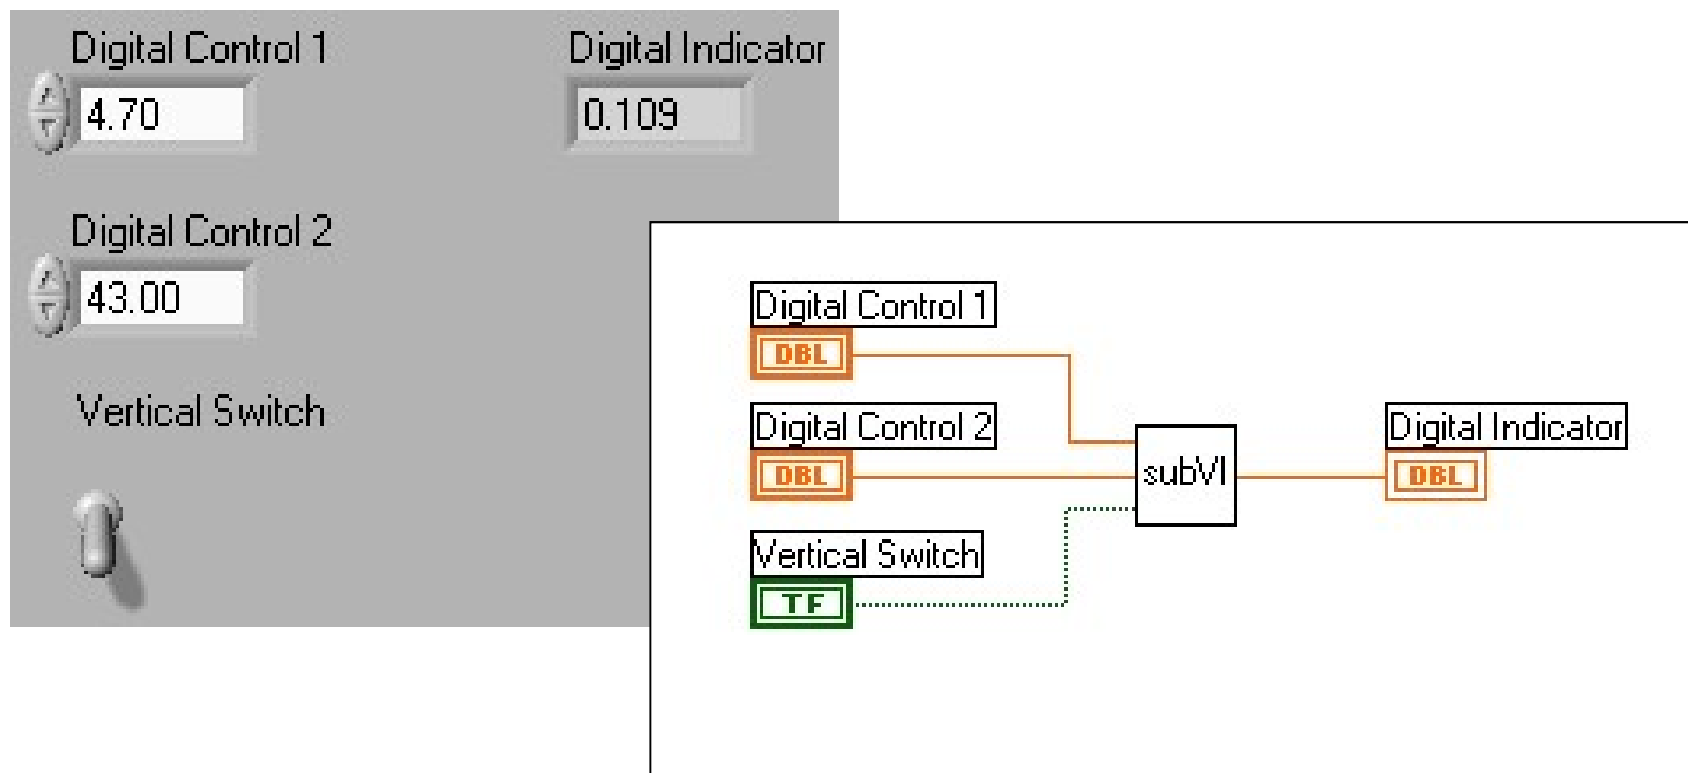 Digital Control 1
4.70
Digital Indicator
0.109
Digital Control 2
43.00
Vertical Switch
Digital Control 1
DBL
Digital Control 2
DBL
Vertical Switch
TF
subVI
Digital Indicator
DBL